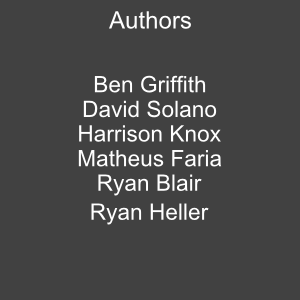 Authors
Ben Griffith
David Solano
Harrison Knox
Matheus Faria
Ryan Blair
Ryan Heller